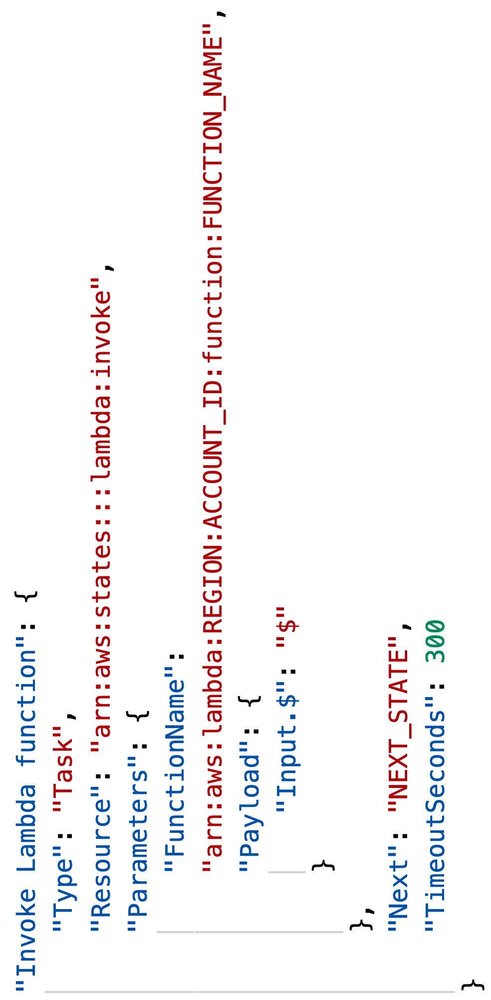 "Invoke Lambda function": {
    "Type": "Task",
    "Resource": "arn:aws:states:::lambda:invoke",
    "Parameters": {
        "FunctionName":
        "arn:aws:lambda:REGION:ACCOUNT_ID:function:FUNCTION_NAME",
        "Payload": {
            "Input.$": "$"
        }
    },
    "Next": "NEXT_STATE",
    "TimeoutSeconds": 300
}